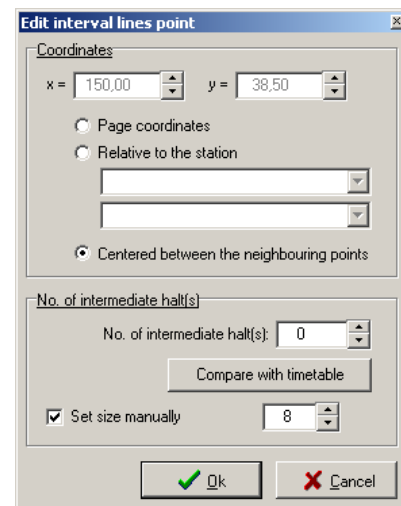 Edit interval lines point
Coordinates
x = 150,00 y = 38,50
Page coordinates
Relative to the station
Centered between the neighbouring points
No. of intermediate halt(s)
No. of intermediate halt(s): 0
Compare with timetable
Set size manually 8
Ok Cancel